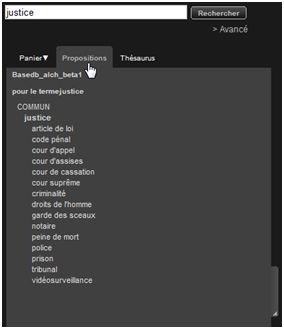 justice Rechercher
> Avancé
Panier▼ Propositions Thésaurus
Basedb_alch_beta1
pour le termejustice
COMMUN
justice
article de loi
code pénal
cour d'appel
cour d'assises
cour de cassation
cour suprême
criminalité
droits de l'homme
garde des sceaux
notaire
peine de mort
police
prison
tribunal
vidéosurveillance